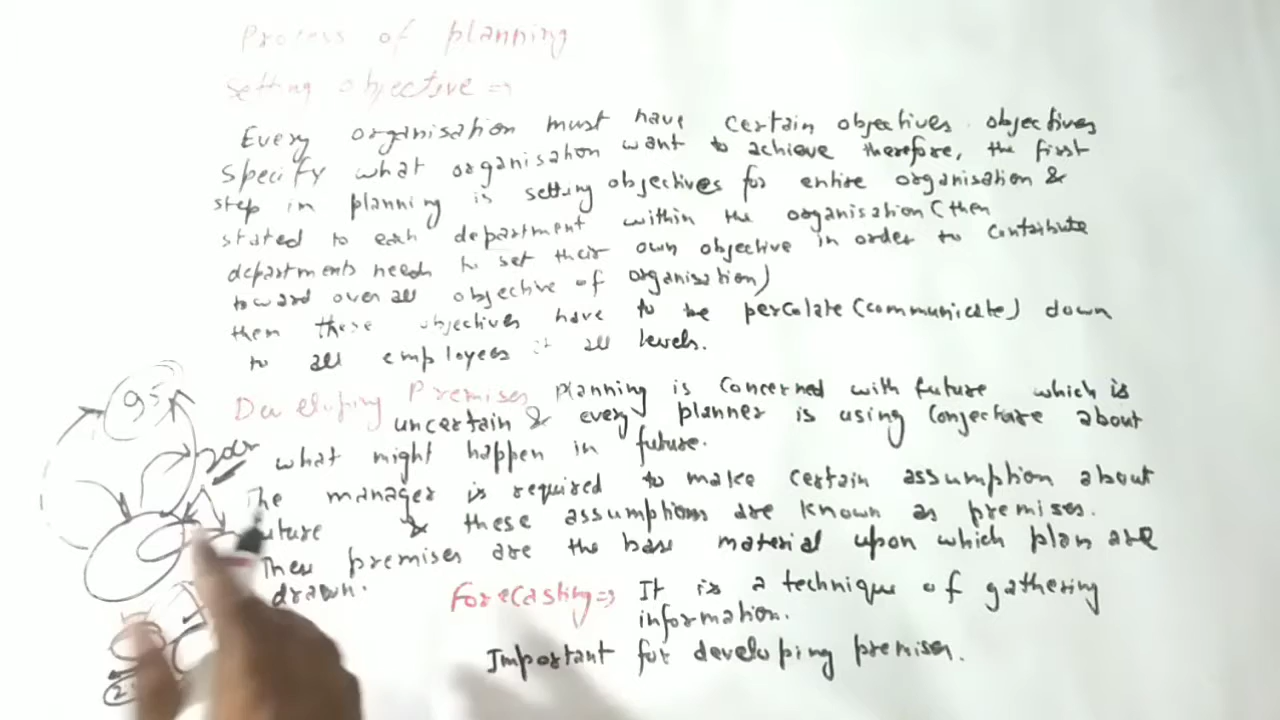 Process of planning
Setting objective ⇒
Every organisation must have certain objectives. objectives
specify what organisation want to achieve therefore, the first
step in planning is setting objectives for entire organisation &
stated to each department within the organisation (then
departments needs to set their own objective in order to contribute
toward over all objective of organisation)
then these objectives have to be percolate (communicate) down
to all employees at all levels.
Developing Premises planning is concerned with future which is
uncertain & every planner is using conjecture about
what might happen in future.
The manager is required to make certain assumption about
future & these assumptions are known as premises.
These premises are the base material upon which plan are
drawn.
Forecasting ⇒ It is a technique of gathering
information.
Important for developing premises.